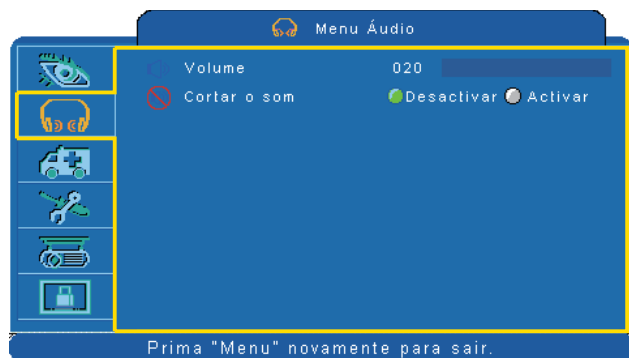 Menu Áudio
Volume 020
Cortar o som Desactivar Activar
Prima "Menu" novamente para sair.